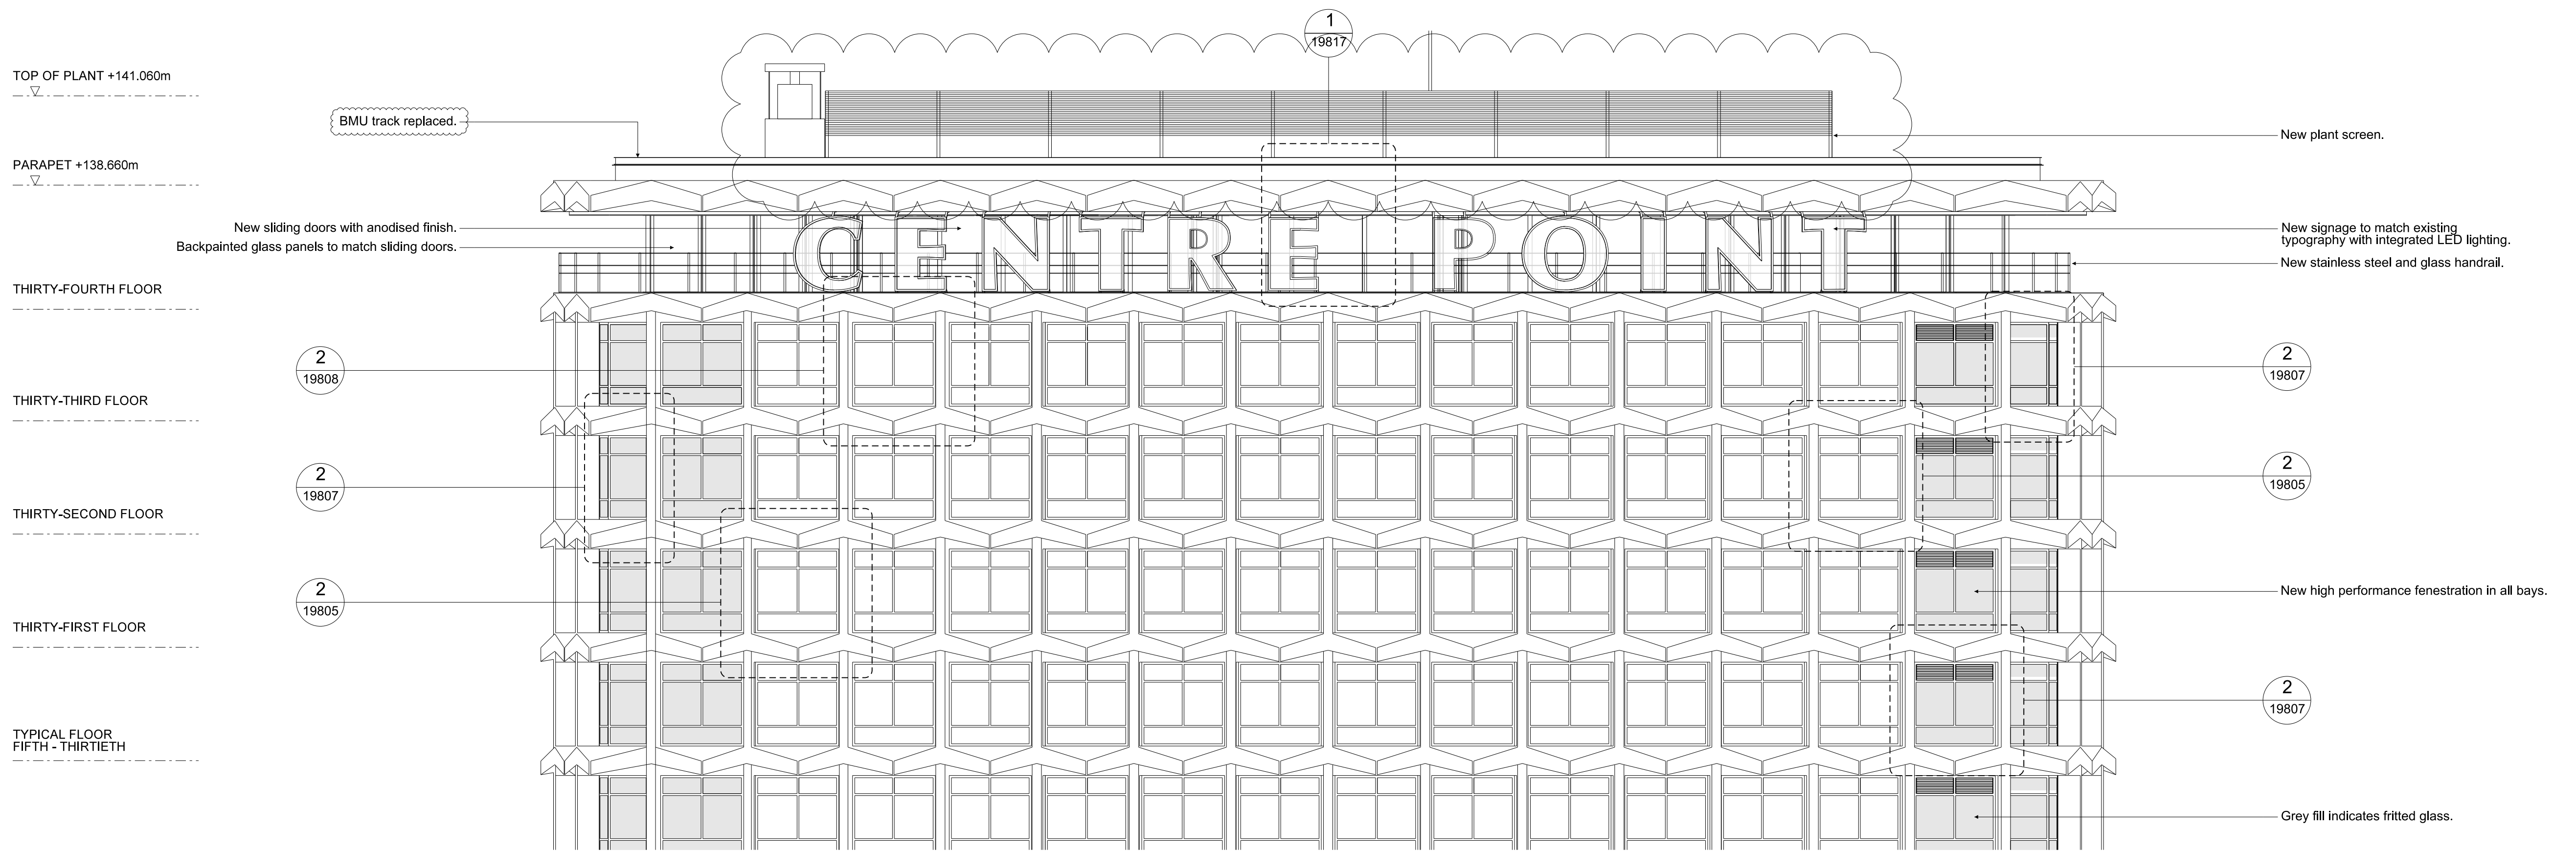 1
19817
TOP OF PLANT +141.060m
BMU track replaced.
New plant screen.
PARAPET +138.660m
New sliding doors with anodised finish.
Backpainted glass panels to match sliding doors.
CENTRE POINT
New signage to match existing
typography with integrated LED lighting.
New stainless steel and glass handrail.
THIRTY-FOURTH FLOOR
2
19808
2
19807
THIRTY-THIRD FLOOR
2
19807
2
19805
THIRTY-SECOND FLOOR
2
19805
New high performance fenestration in all bays.
THIRTY-FIRST FLOOR
2
19807
TYPICAL FLOOR
FIFTH - THIRTIETH
Grey fill indicates fritted glass.